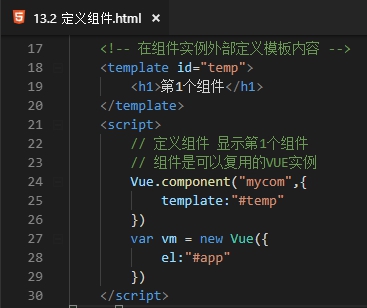 13.2 定义组件.html ×
17 <!-- 在组件实例外部定义模板内容 -->
18 <template id="temp">
19 <h1>第1个组件</h1>
20 </template>
21 <script>
22 // 定义组件 显示第1个组件
23 // 组件是可以复用的VUE实例
24 Vue.component("mycom",{
25 template:"#temp"
26 })
27 var vm = new Vue({
28 el:"#app"
29 })
30 </script>